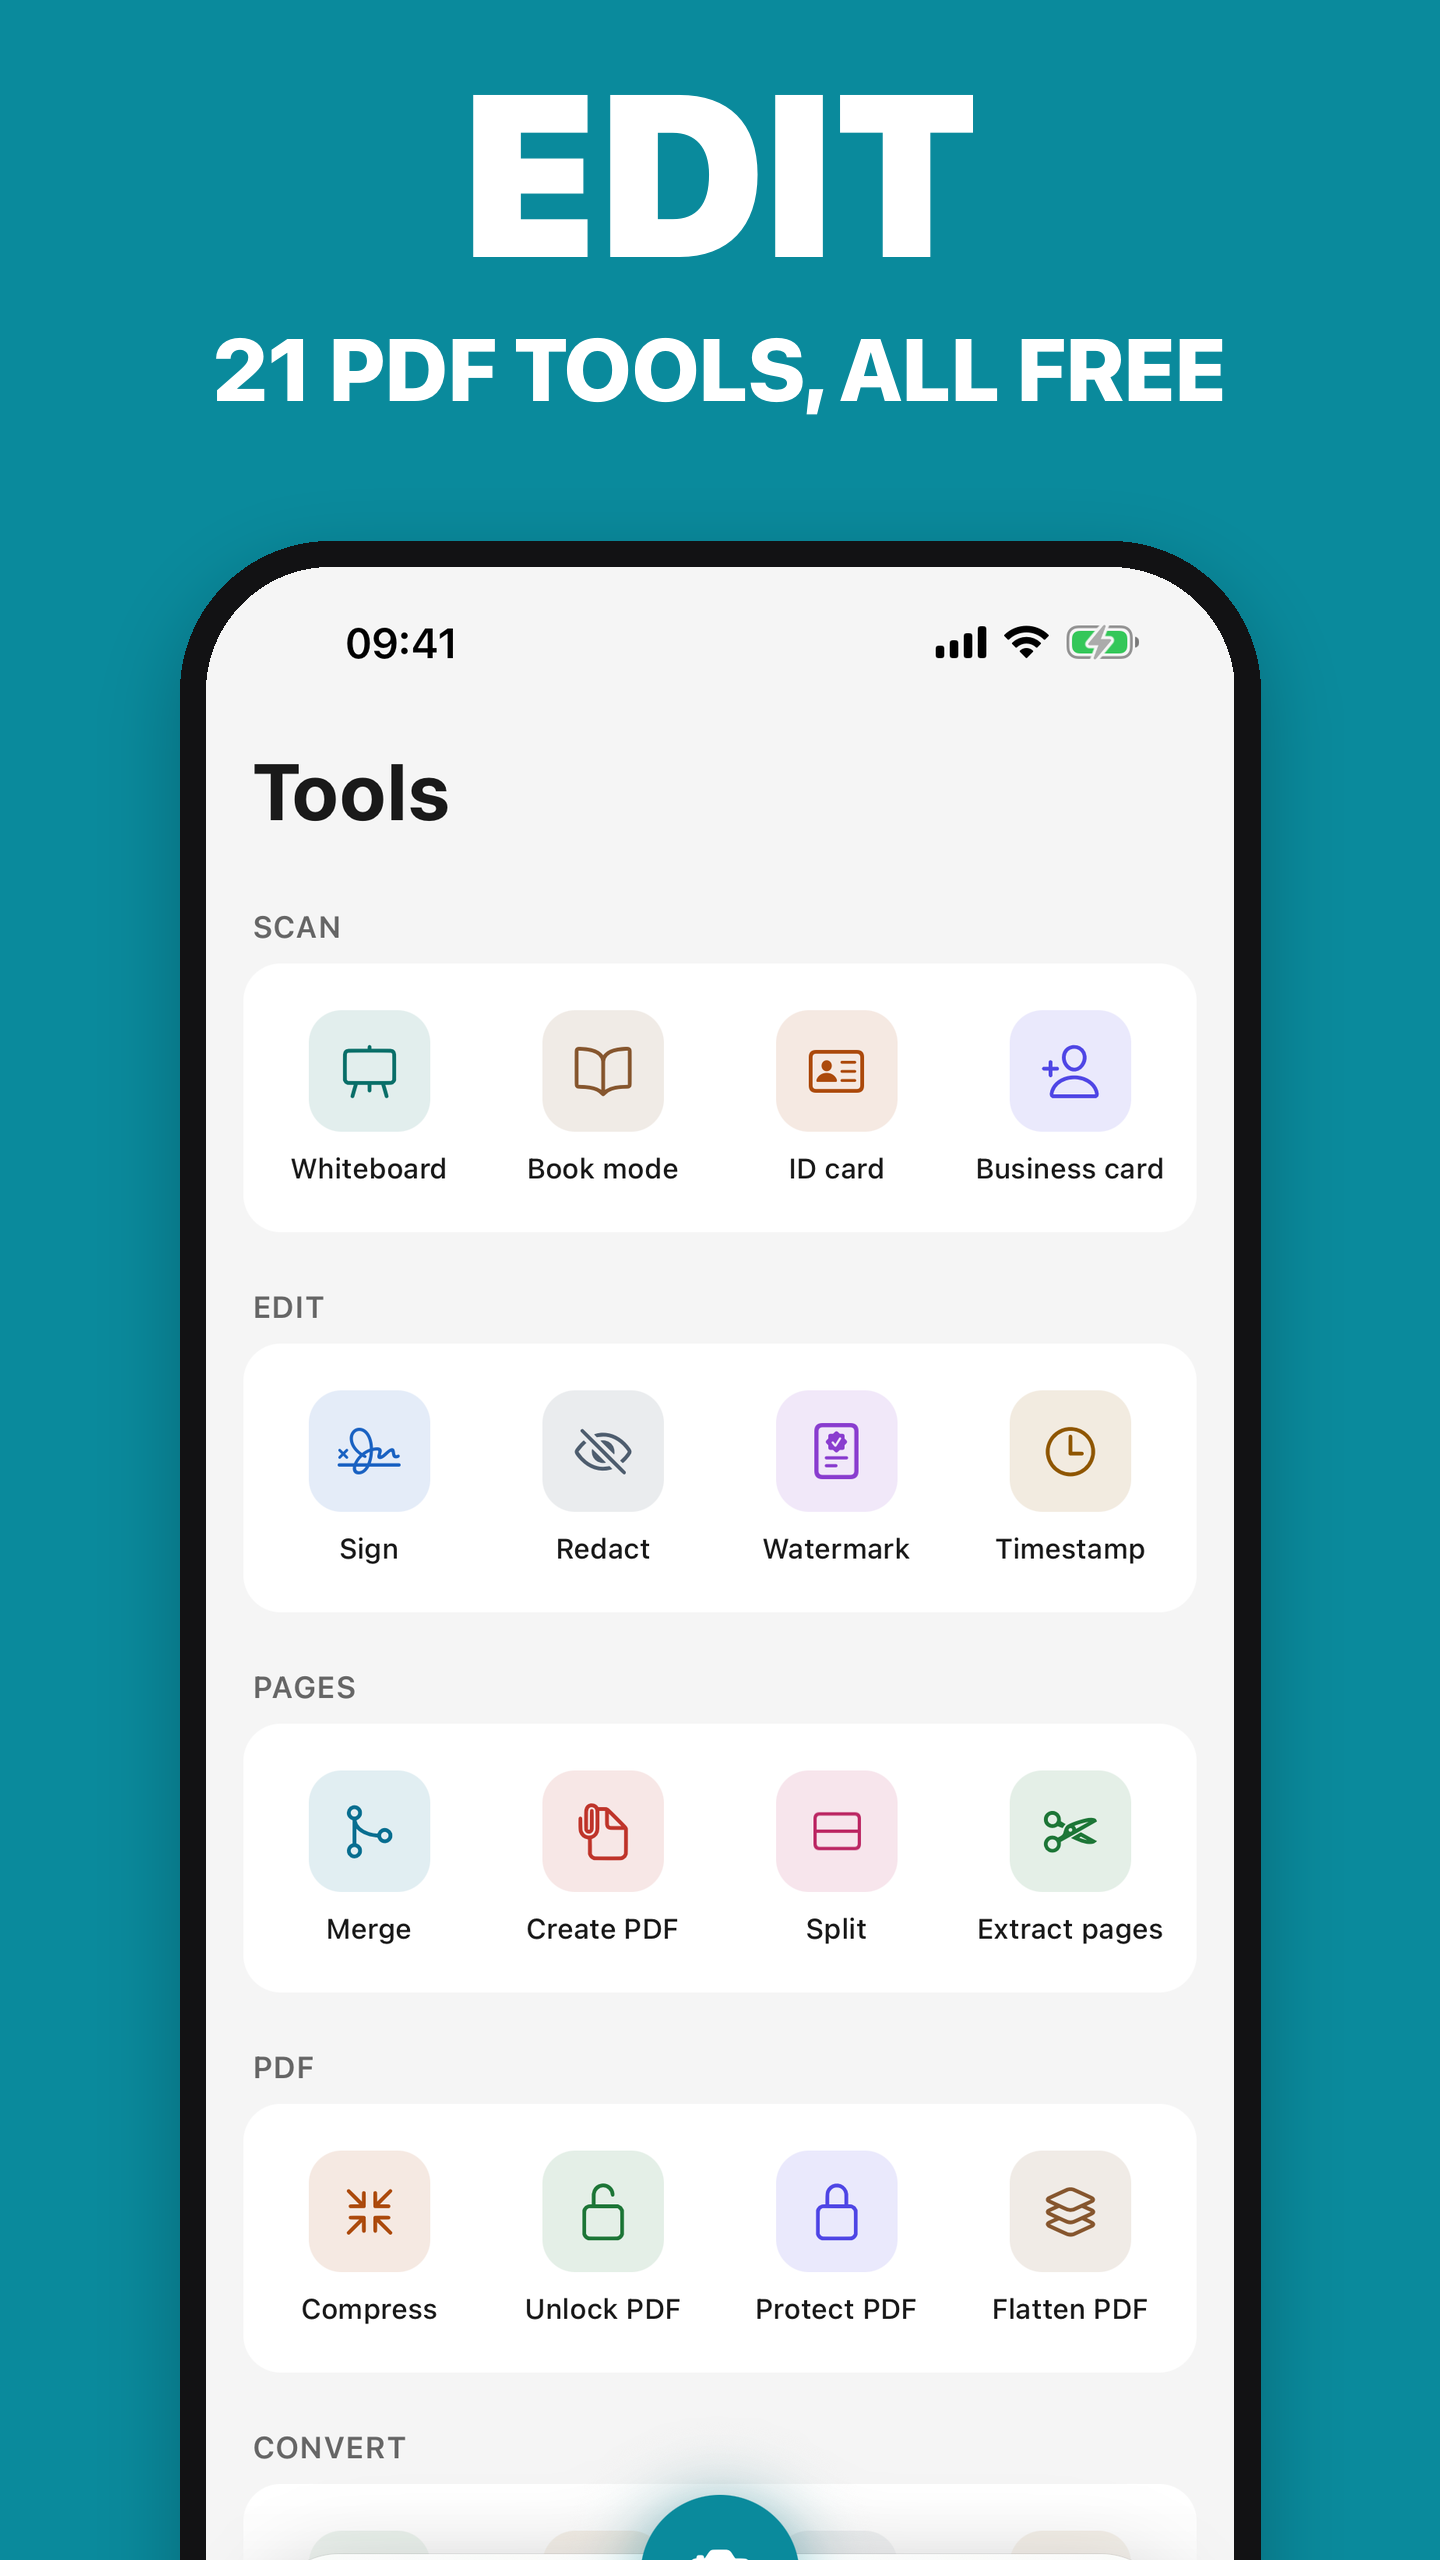 EDIT
21 PDF TOOLS, ALL FREE
09:41
Tools
SCAN
Whiteboard Book mode ID card Business card
EDIT
Sign Redact Watermark Timestamp
PAGES
Merge Create PDF Split Extract pages
PDF
Compress Unlock PDF Protect PDF Flatten PDF
CONVERT